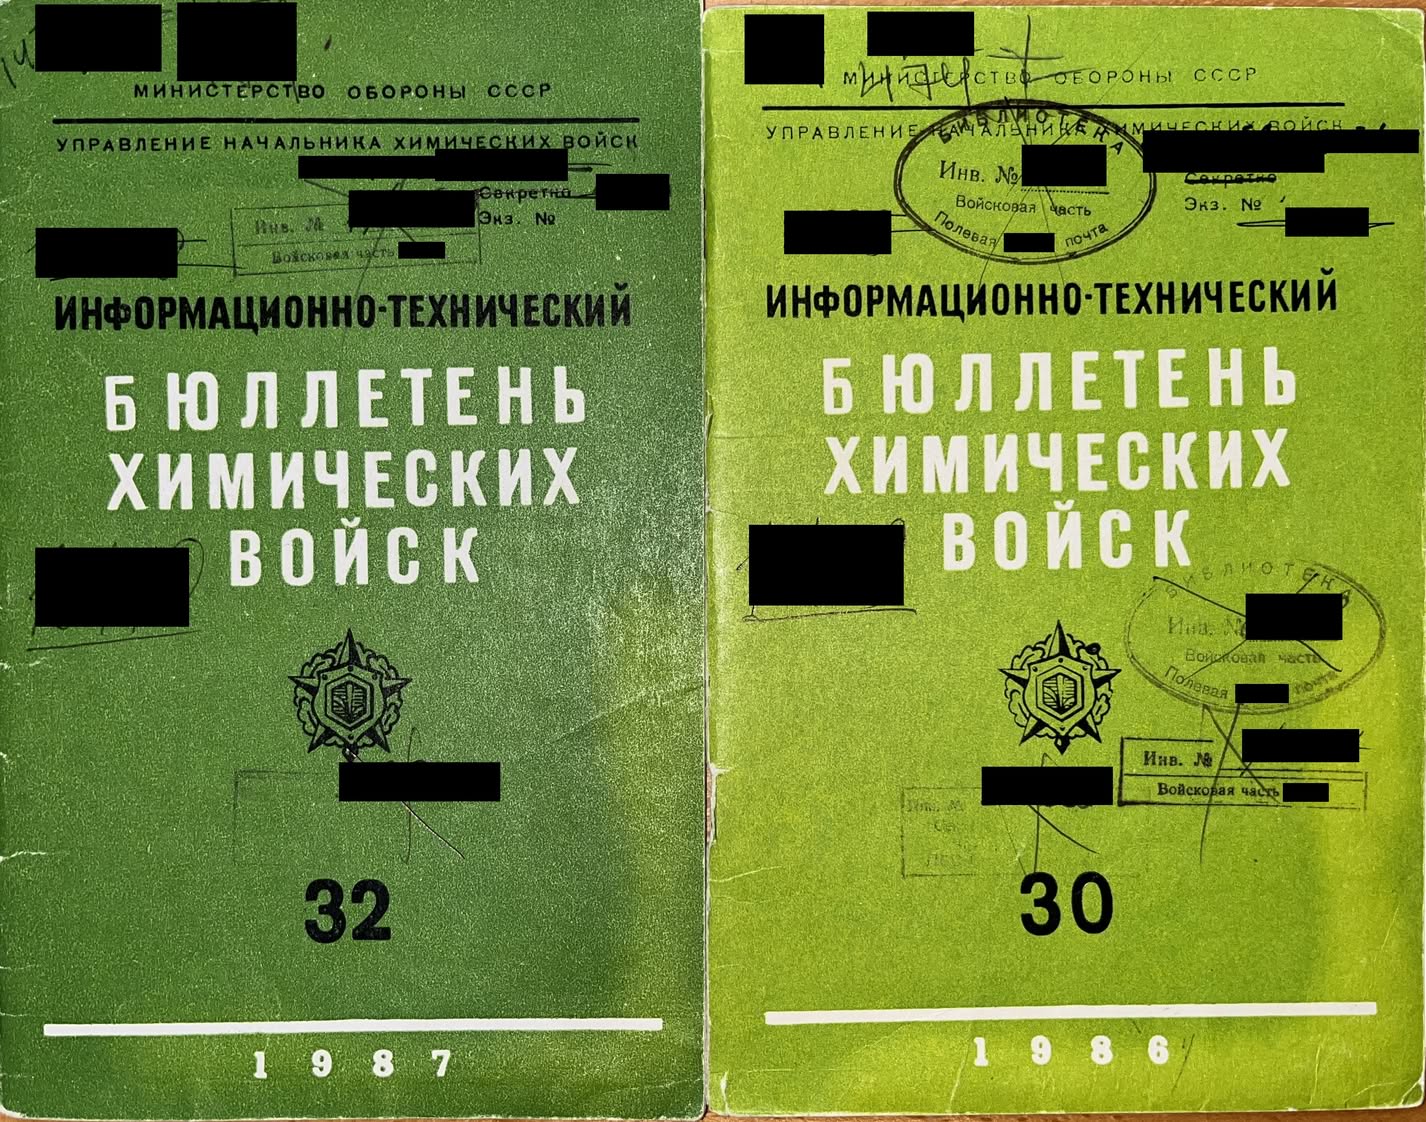 МИНИСТЕРСТВО ОБОРОНЫ СССР
УПРАВЛЕНИЕ НАЧАЛЬНИКА ХИМИЧЕСКИХ ВОЙСК
Секретно
Экз. №
Инв. №
Войсковая часть
ИНФОРМАЦИОННО-ТЕХНИЧЕСКИЙ
БЮЛЛЕТЕНЬ
ХИМИЧЕСКИХ
ВОЙСК
32
1987
МИНИСТЕРСТВО ОБОРОНЫ СССР
УПРАВЛЕНИЕ НАЧАЛЬНИКА ХИМИЧЕСКИХ ВОЙСК
БИБЛИОТЕКА
Инв. №
Войсковая часть
Полевая почта
Секретно
Экз. №
ИНФОРМАЦИОННО-ТЕХНИЧЕСКИЙ
БЮЛЛЕТЕНЬ
ХИМИЧЕСКИХ
ВОЙСК
БИБЛИОТЕКА
Инв. №
Войсковая часть
Полевая почта
Инв. №
Войсковая часть
Инв. №
30
1986